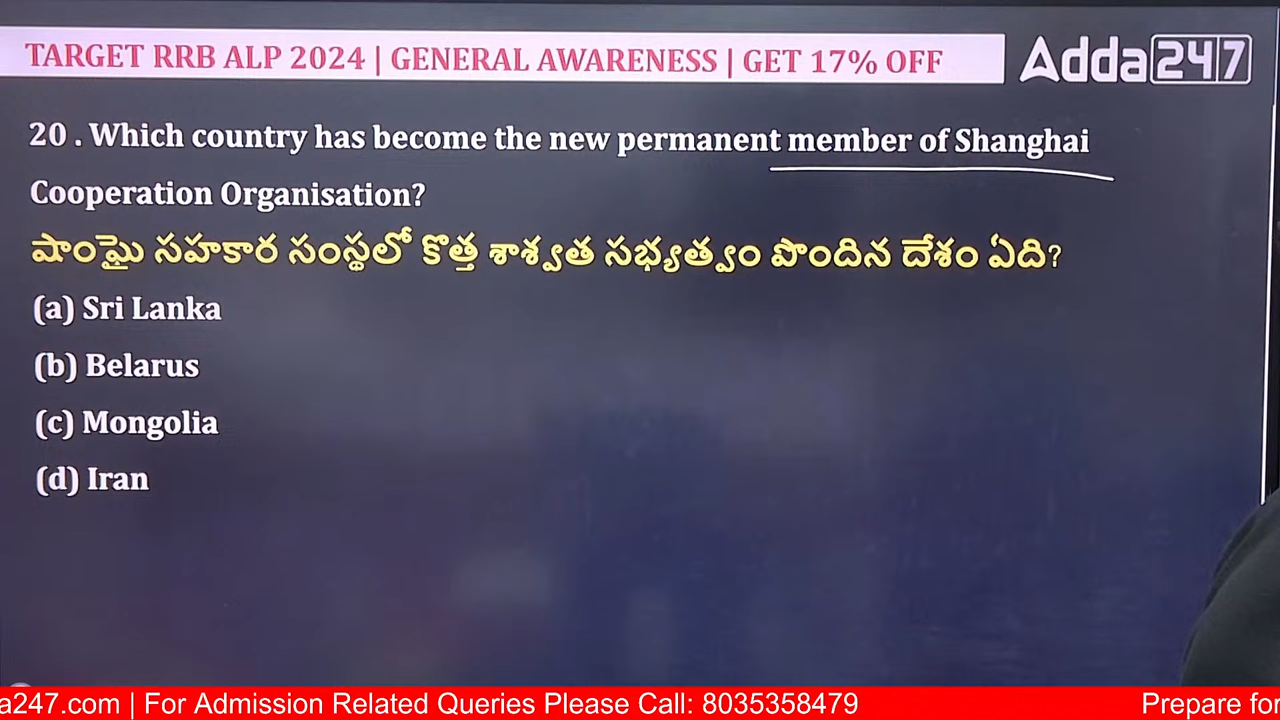 TARGET RRB ALP 2024 | GENERAL AWARENESS | GET 17% OFF
Adda247
20 . Which country has become the new permanent member of Shanghai
Cooperation Organisation?
షాంఘై సహకార సంస్థలో కొత్త శాశ్వత సభ్యత్వం పొందిన దేశం ఏది?
(a) Sri Lanka
(b) Belarus
(c) Mongolia
(d) Iran
a247.com | For Admission Related Queries Please Call: 8035358479 Prepare for